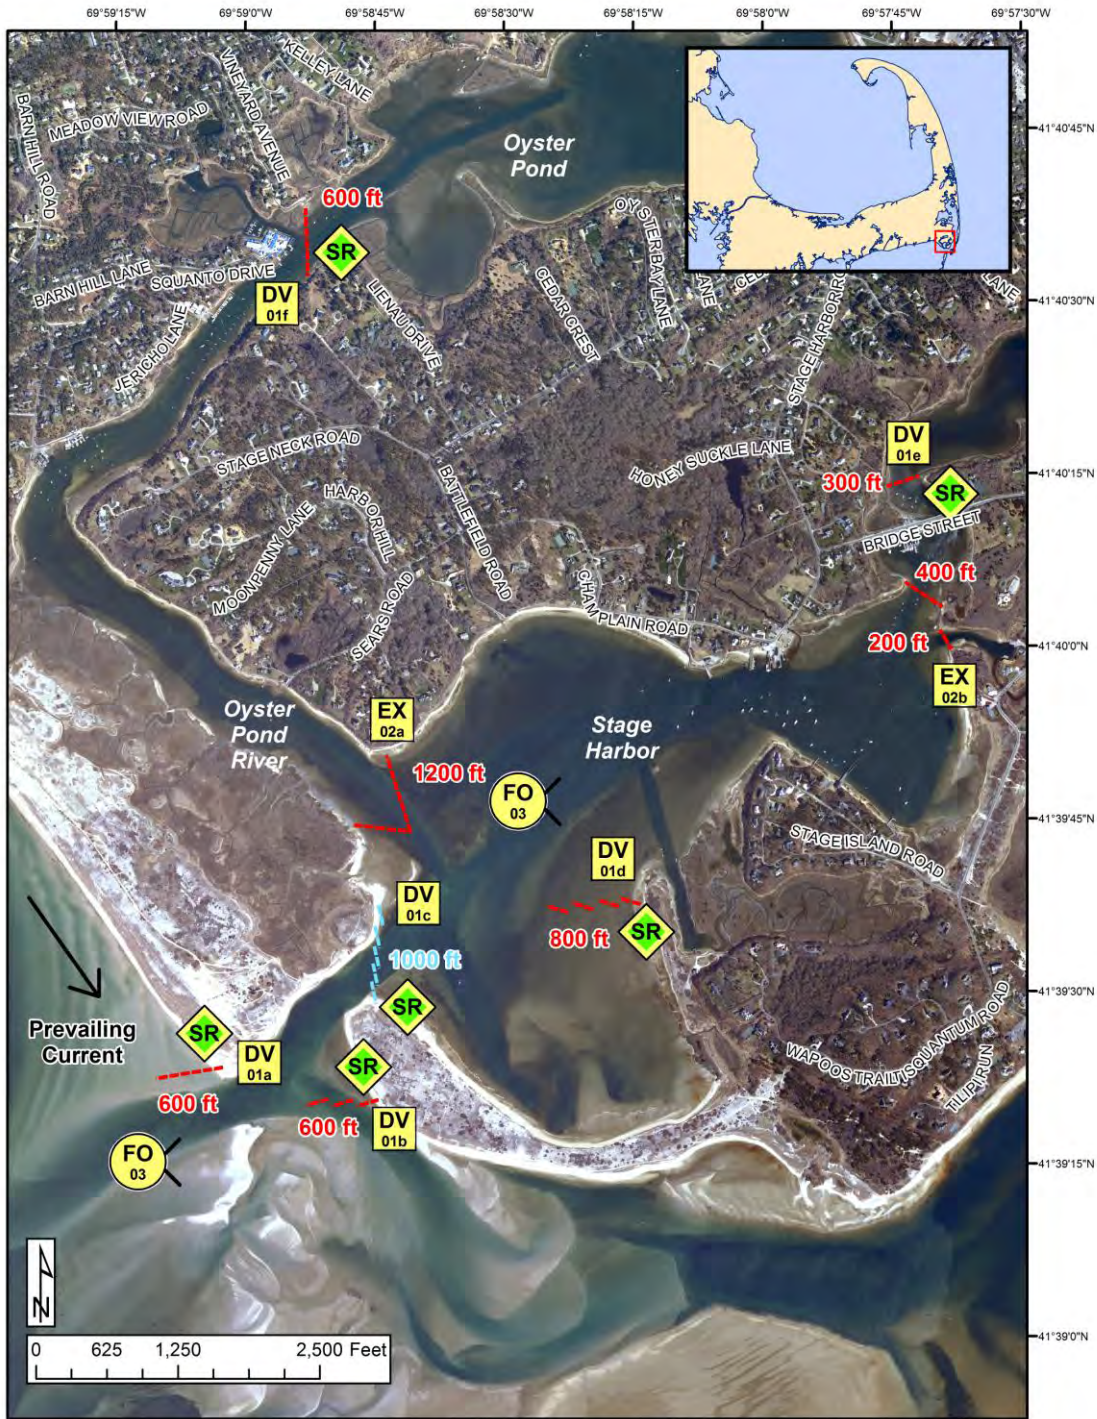 69°59'15"W
69°59'0"W
69°58'45"W
69°58'30"W
69°58'15"W
69°58'0"W
69°57'45"W
69°57'30"W
KELLEY LANE
VINEYARD AVENUE
MEADOW VIEW ROAD
BARN HILL ROAD
Oyster
Pond
41°40'45"N
600 ft
SR
OYSTER BAY LANE
LANE
CED
LANE
BARN HILL LANE
SQUANTO DRIVE
DV
01f
LIENAU DRIVE
CEDAR CREST
STAGE HARBOR R
41°40'30"N
JERICHO LANE
STAGE NECK ROAD
BATTLEFIELD ROAD
HONEY SUCKLE LANE
DV
01e
300 ft
SR
41°40'15"N
HARBOR HILL
MOONPENNY LANE
BRIDGE STREET
SEARS ROAD
CHAMPLAIN ROAD
400 ft
200 ft
41°40'0"N
EX
02b
Oyster
Pond
River
EX
02a
Stage
Harbor
1200 ft
FO
03
41°39'45"N
STAGE ISLAND ROAD
DV
01d
DV
01c
800 ft
SR
1000 ft
41°39'30"N
Prevailing
Current
SR
SR
SR
DV
01a
WAPOOS TRAIL
TISQUANTUM ROAD
TILIPI RUN
600 ft
600 ft
DV
01b
FO
03
41°39'15"N
N
0 625 1,250 2,500 Feet
41°39'0"N